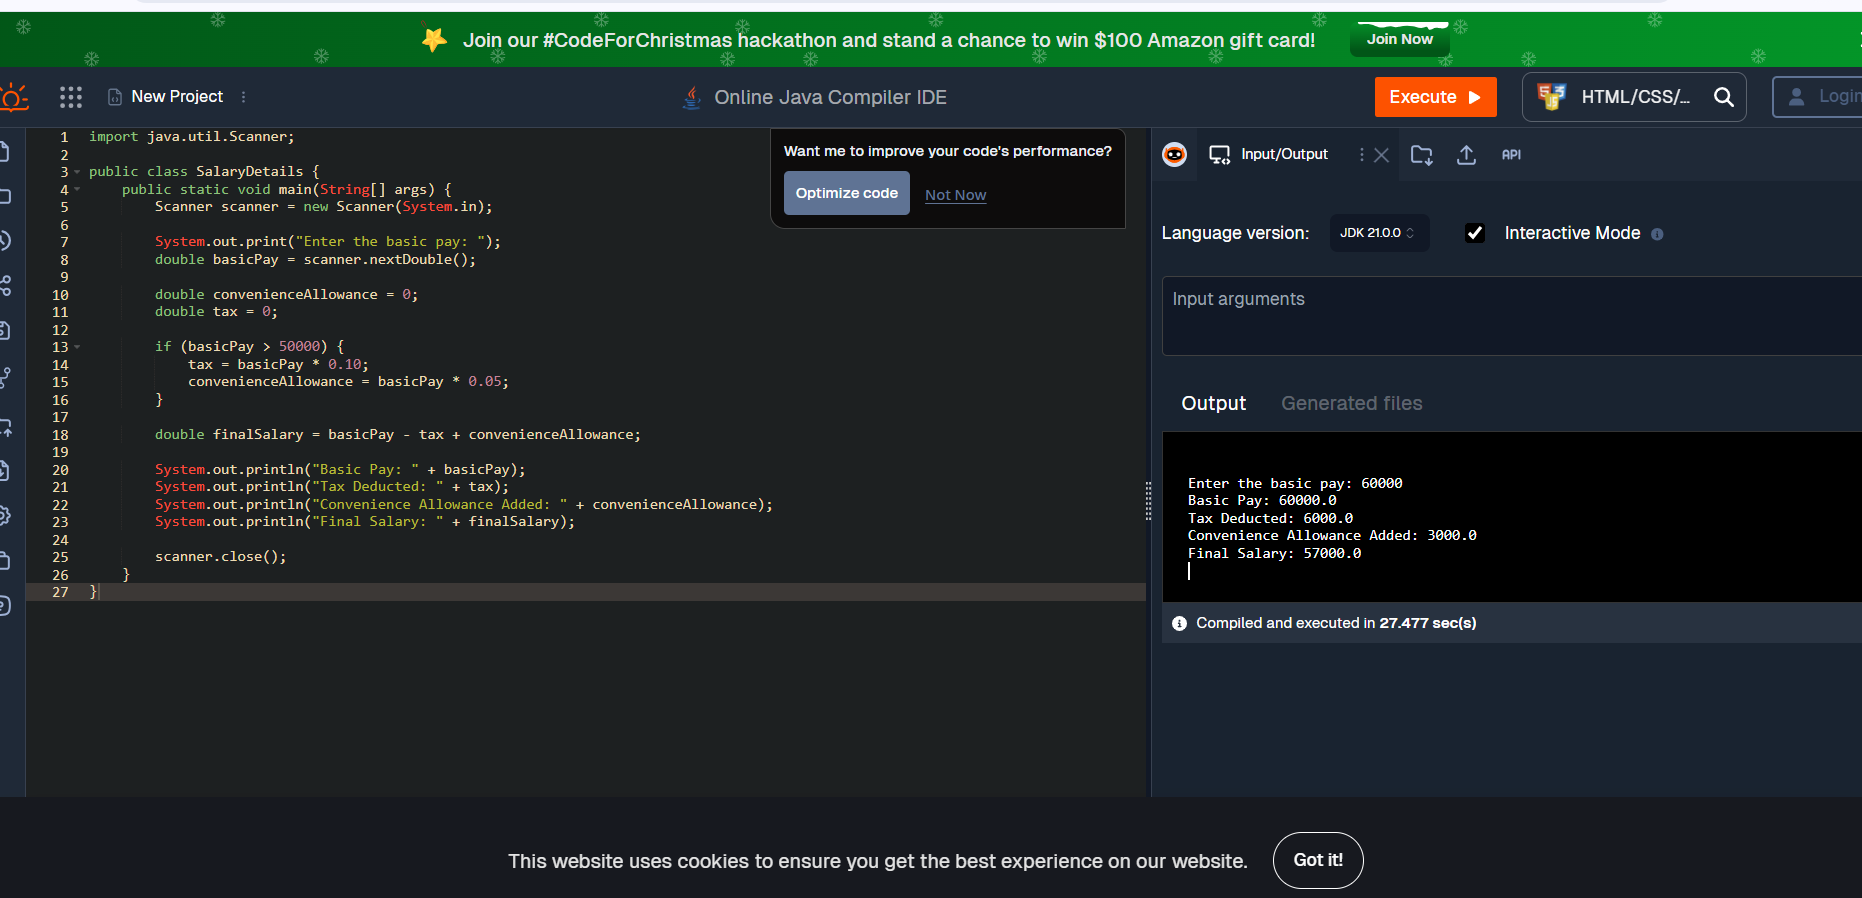 Join our #CodeForChristmas hackathon and stand a chance to win $100 Amazon gift card!
Join Now
New Project
Online Java Compiler IDE
Execute
HTML/CSS/...
Login
1 import java.util.Scanner;
2
3 public class SalaryDetails {
4 public static void main(String[] args) {
5 Scanner scanner = new Scanner(System.in);
6
7 System.out.print("Enter the basic pay: ");
8 double basicPay = scanner.nextDouble();
9
10 double convenienceAllowance = 0;
11 double tax = 0;
12
13 if (basicPay > 50000) {
14 tax = basicPay * 0.10;
15 convenienceAllowance = basicPay * 0.05;
16 }
17
18 double finalSalary = basicPay - tax + convenienceAllowance;
19
20 System.out.println("Basic Pay: " + basicPay);
21 System.out.println("Tax Deducted: " + tax);
22 System.out.println("Convenience Allowance Added: " + convenienceAllowance);
23 System.out.println("Final Salary: " + finalSalary);
24
25 scanner.close();
26 }
27 }
Want me to improve your code's performance?
Optimize code
Not Now
Input/Output
API
Language version:
JDK 21.0.0
Interactive Mode
Input arguments
Output
Generated files
Enter the basic pay: 60000
Basic Pay: 60000.0
Tax Deducted: 6000.0
Convenience Allowance Added: 3000.0
Final Salary: 57000.0
Compiled and executed in 27.477 sec(s)
This website uses cookies to ensure you get the best experience on our website.
Got it!